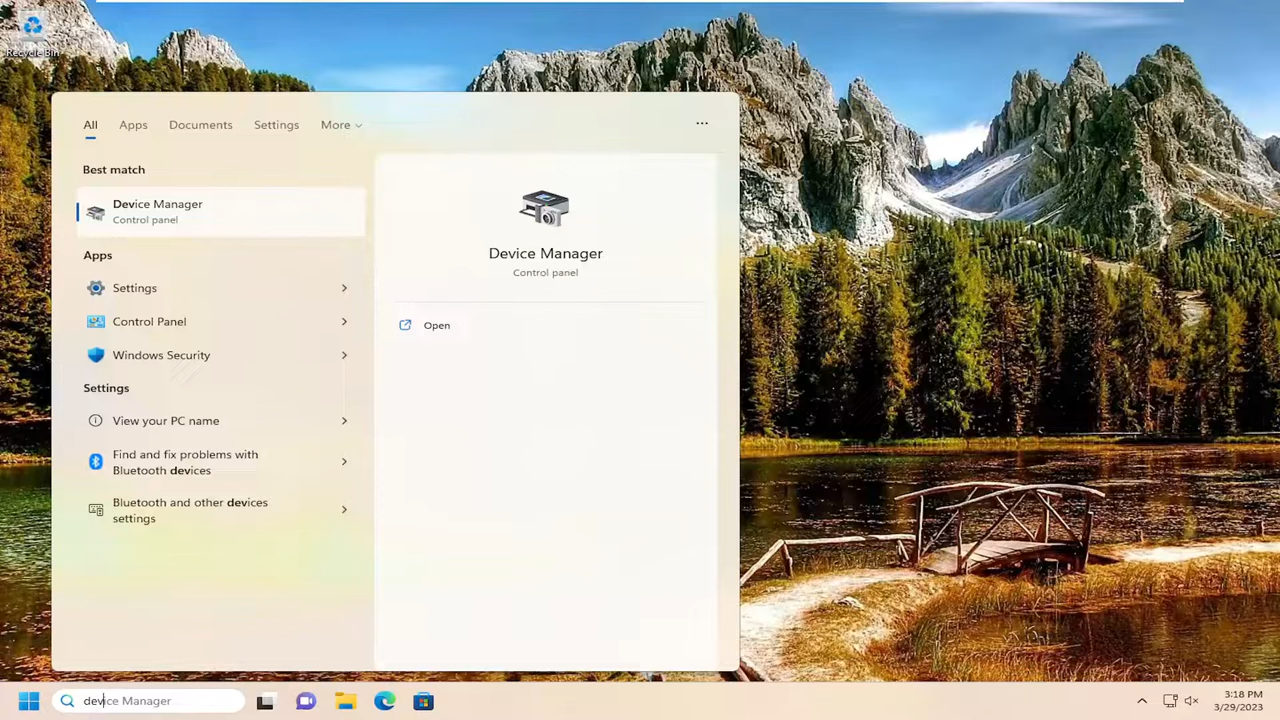 Recycle Bin
All
Apps
Documents
Settings
More
Best match
Device Manager
Control panel
Apps
Settings
Control Panel
Windows Security
Settings
View your PC name
Find and fix problems with
Bluetooth devices
Bluetooth and other devices
settings
Device Manager
Control panel
Open
device Manager
3:18 PM
3/29/2023